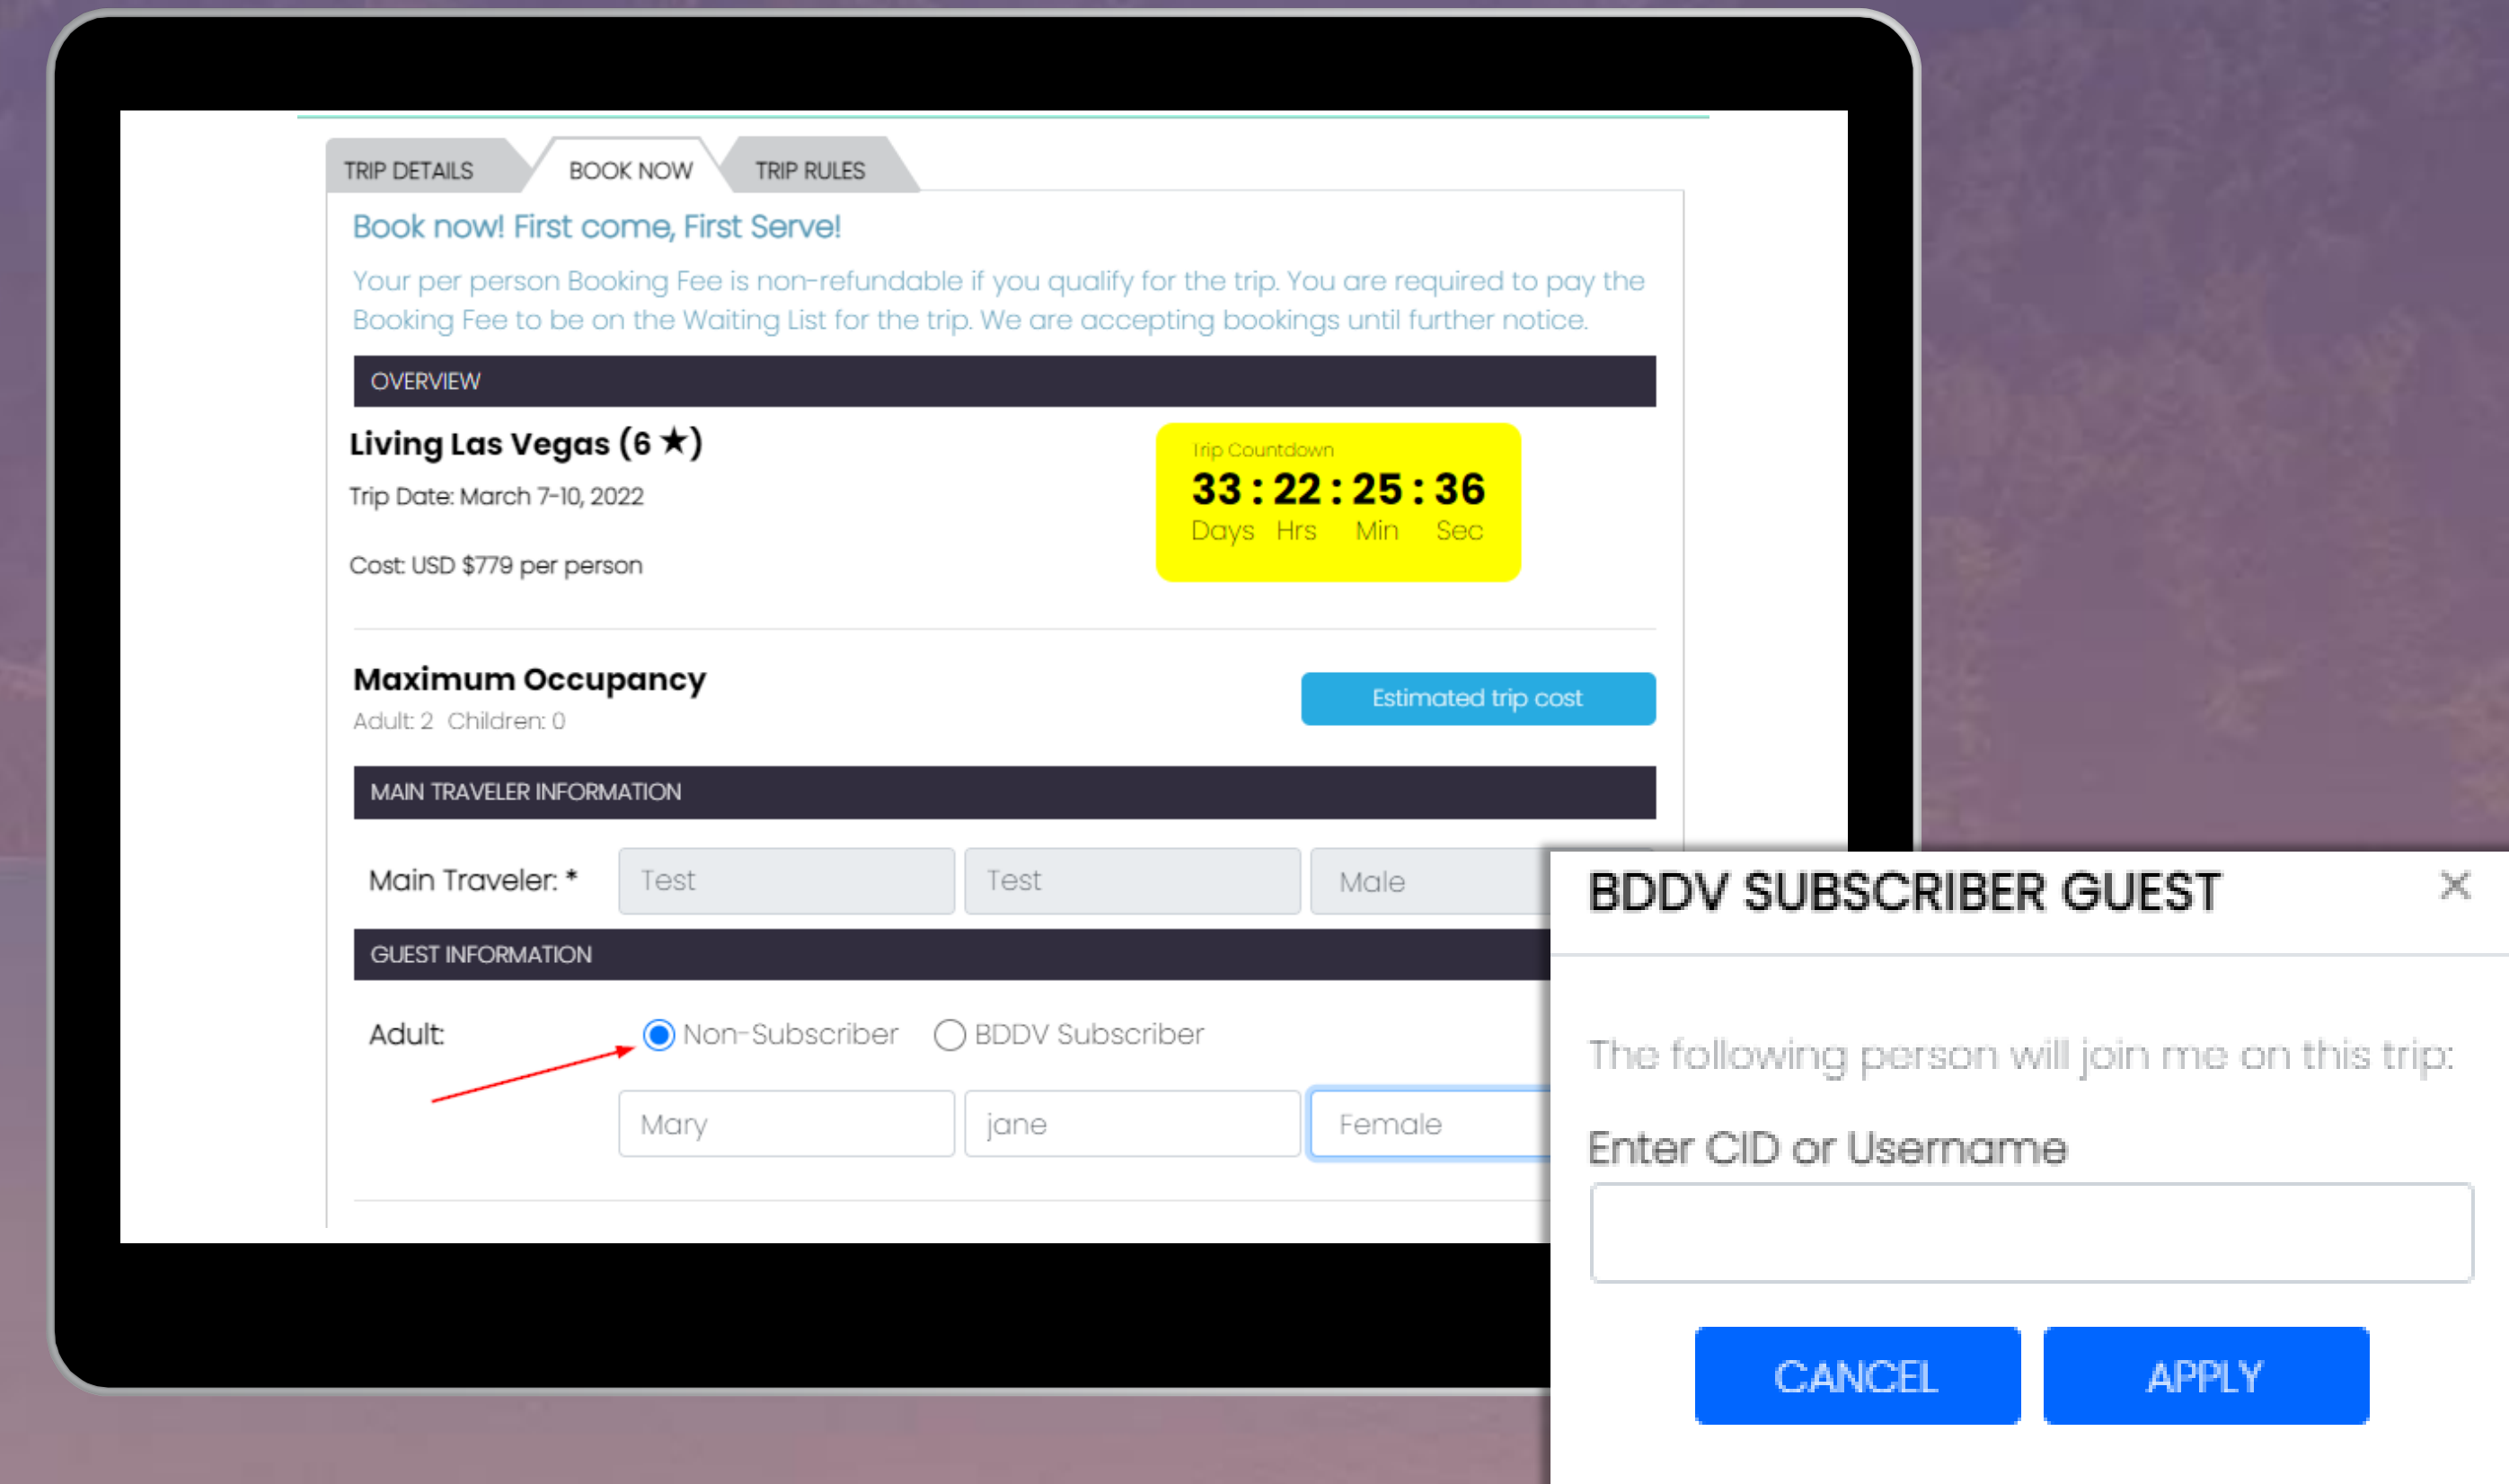 TRIP DETAILS BOOK NOW TRIP RULES
Book now! First come, First Serve!
Your per person Booking Fee is non-refundable if you qualify for the trip. You are required to pay the
Booking Fee to be on the Waiting List for the trip. We are accepting bookings until further notice.
OVERVIEW
Living Las Vegas (6 ★)
Trip Date: March 7-10, 2022
Cost: USD $779 per person
Trip Countdown
33 : 22 : 25 : 36
Days Hrs Min Sec
Maximum Occupancy
Adult: 2 Children: 0
Estimated trip cost
MAIN TRAVELER INFORMATION
Main Traveler: * Test Test Male
GUEST INFORMATION
Adult: Non-Subscriber BDDV Subscriber
Mary jane Female
BDDV SUBSCRIBER GUEST ×
The following person will join me on this trip:
Enter CID or Username
CANCEL APPLY